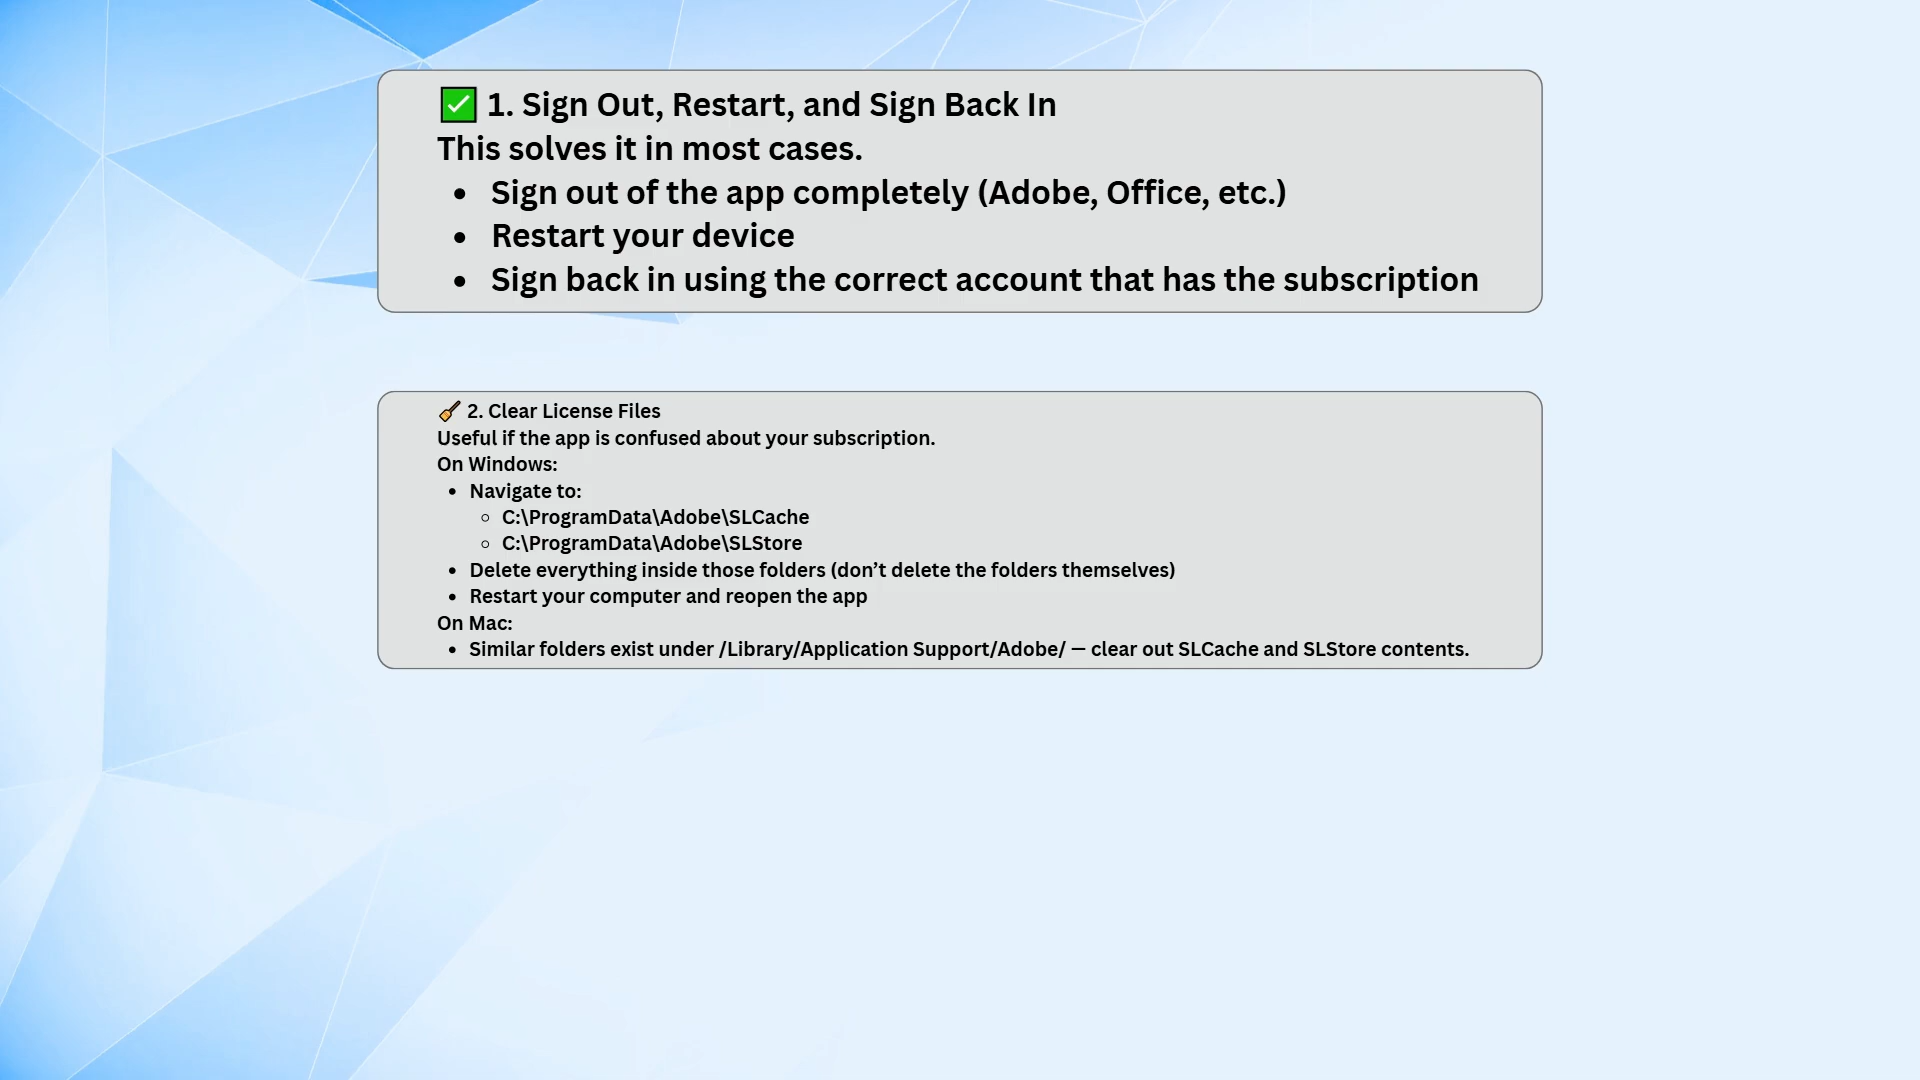 ✅ 1. Sign Out, Restart, and Sign Back In
This solves it in most cases.
• Sign out of the app completely (Adobe, Office, etc.)
• Restart your device
• Sign back in using the correct account that has the subscription
🧹 2. Clear License Files
Useful if the app is confused about your subscription.
On Windows:
• Navigate to:
◦ C:\ProgramData\Adobe\SLCache
◦ C:\ProgramData\Adobe\SLStore
• Delete everything inside those folders (don’t delete the folders themselves)
• Restart your computer and reopen the app
On Mac:
• Similar folders exist under /Library/Application Support/Adobe/ — clear out SLCache and SLStore contents.